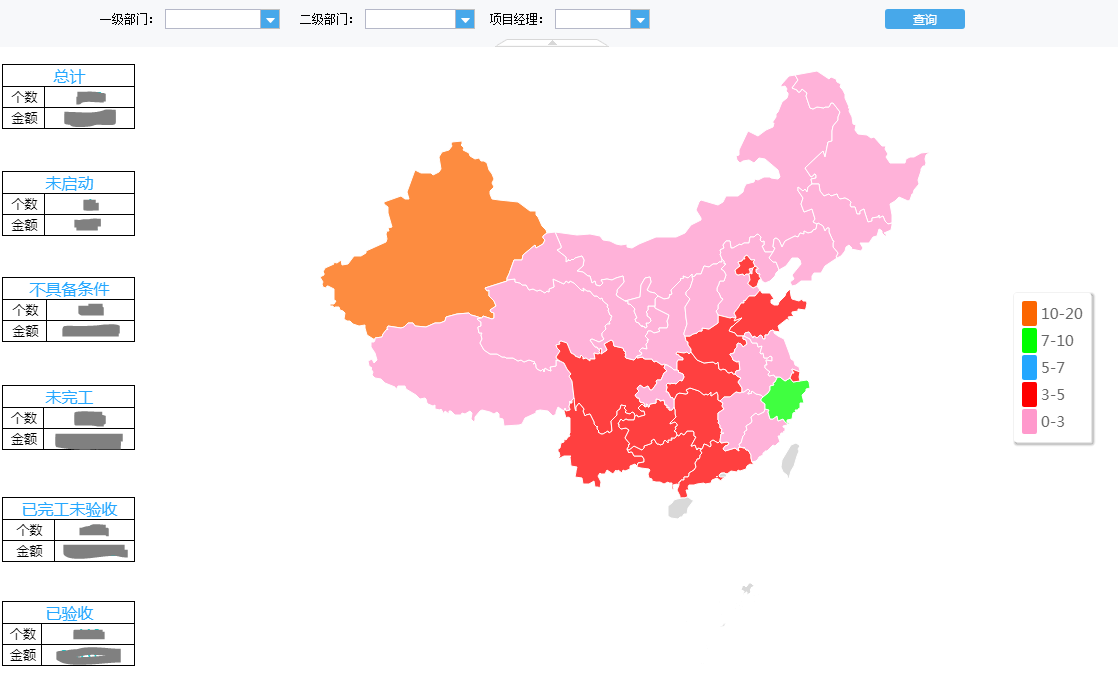 一级部门： 二级部门： 项目经理： 查询
总计
个数
金额
未启动
个数
金额
不具备条件
个数
金额
未完工
个数
金额
已完工未验收
个数
金额
已验收
个数
金额
10-20
7-10
5-7
3-5
0-3